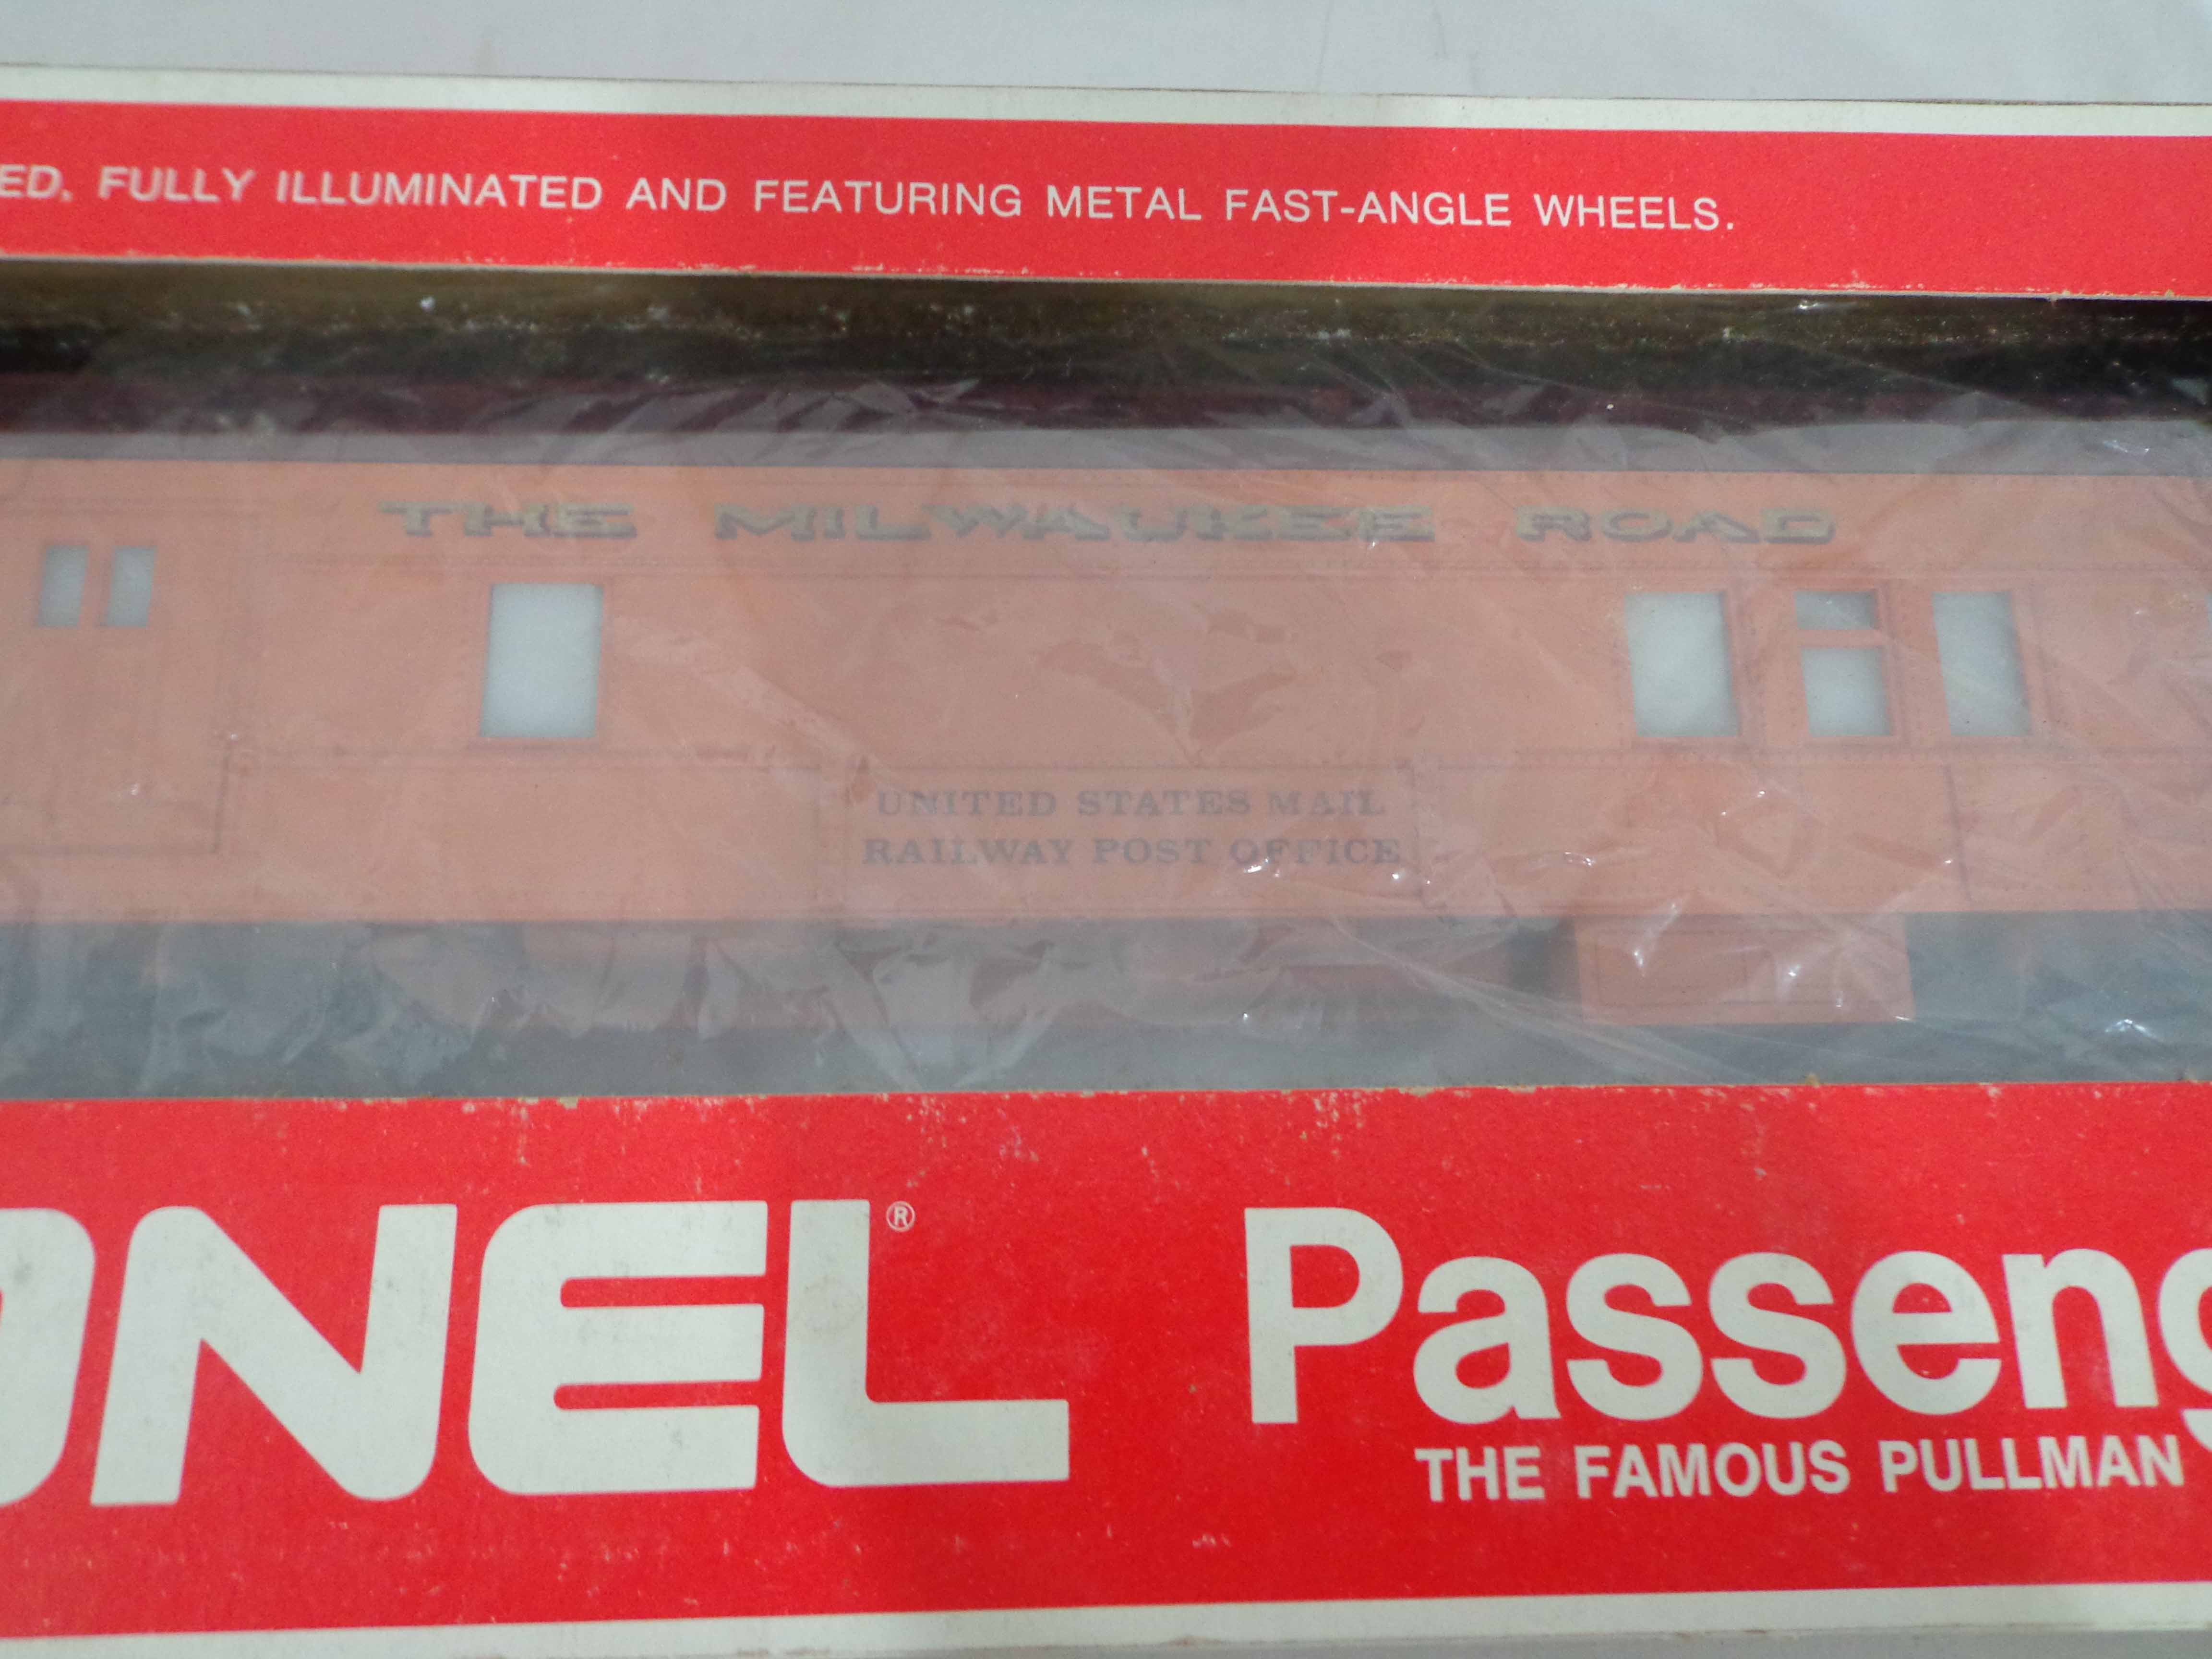 ED, FULLY ILLUMINATED AND FEATURING METAL FAST-ANGLE WHEELS.
THE MILWAUKEE ROAD
UNITED STATES MAIL
RAILWAY POST OFFICE
ONEL® Passeng
THE FAMOUS PULLMAN